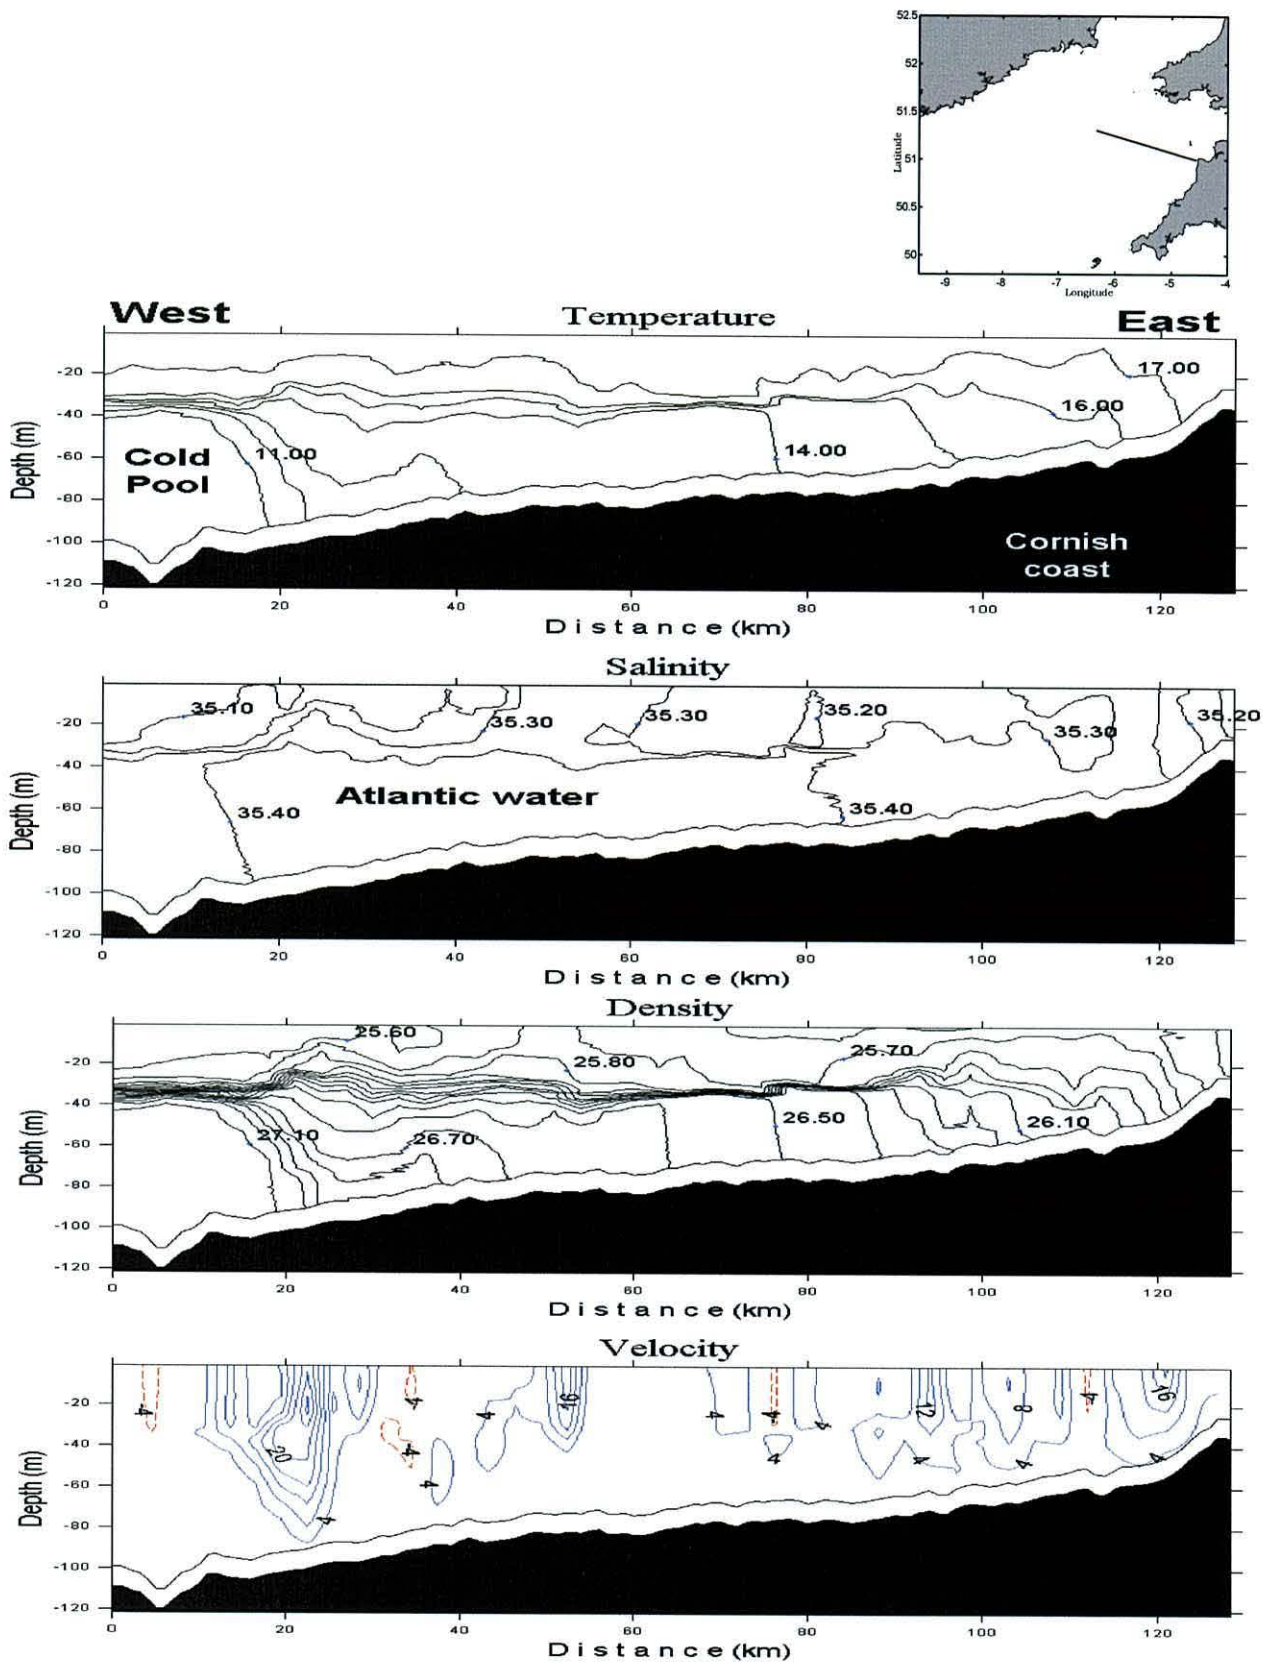 52.5
52
51.5
51
50.5
50
Latitude
-9 -8 -7 -6 -5 -4
Longitude
West Temperature East
-20
-40
-60
-80
-100
-120
Depth (m)
17.00
16.00
14.00
11.00
Cold
Pool
Cornish
coast
0 20 40 60 80 100 120
Distance (km)
Salinity
-20
-40
-60
-80
-100
-120
Depth (m)
35.10 35.30 35.30 35.20 35.30 35.20
Atlantic water
35.40 35.40
0 20 40 60 80 100 120
Distance (km)
Density
-20
-40
-60
-80
-100
-120
Depth (m)
25.60 25.80 25.70
27.10 26.70 26.50 26.10
0 20 40 60 80 100 120
Distance (km)
Velocity
-20
-40
-60
-80
-100
-120
Depth (m)
4 4 4 16 4 4 4 12 8 4 16
20 4 4 4 4 4 4
4
0 20 40 60 80 100 120
Distance (km)